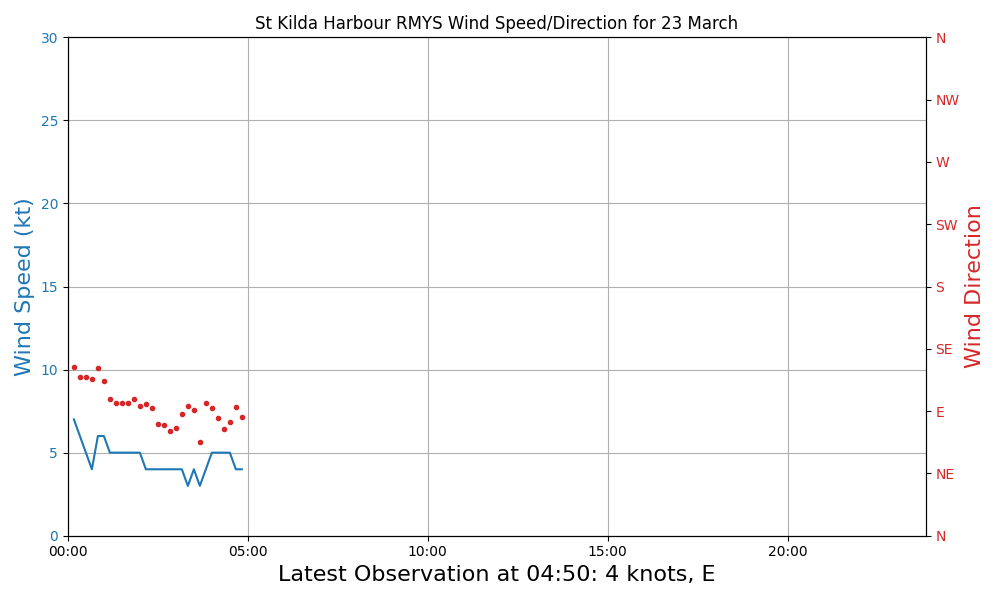 St Kilda Harbour RMYS Wind Speed/Direction for 23 March
Wind Speed (kt)
30
25
20
15
10
5
0
N
NW
W
SW
S
SE
E
NE
N
Wind Direction
00:00 05:00 10:00 15:00 20:00
Latest Observation at 04:50: 4 knots, E